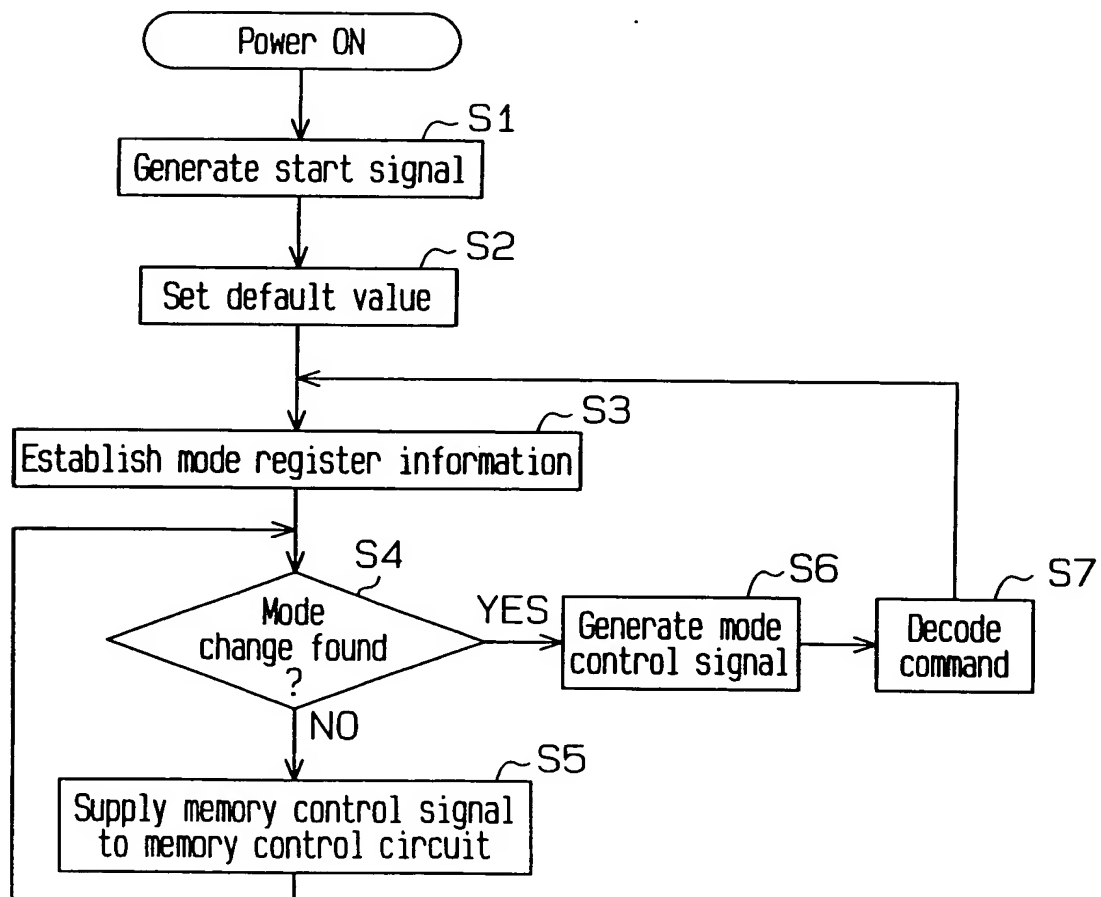 Power ON
S1
Generate start signal
S2
Set default value
S3
Establish mode register information
S4
Mode
change found
?
YES
NO
S6
Generate mode
control signal
S7
Decode
command
S5
Supply memory control signal
to memory control circuit